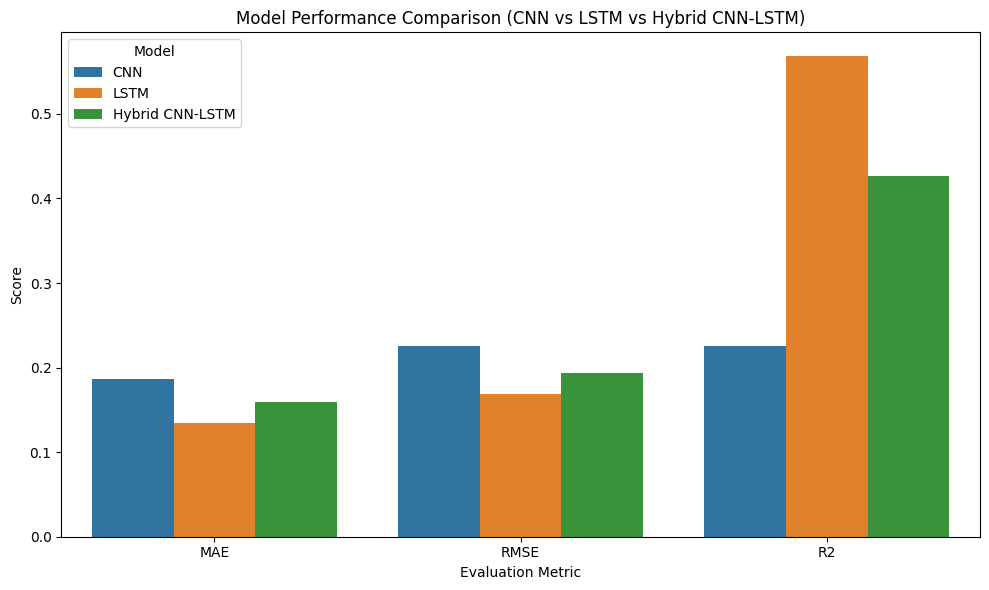 Model Performance Comparison (CNN vs LSTM vs Hybrid CNN-LSTM)
Model
CNN
LSTM
Hybrid CNN-LSTM
Score
0.5
0.4
0.3
0.2
0.1
0.0
MAE
RMSE
R2
Evaluation Metric